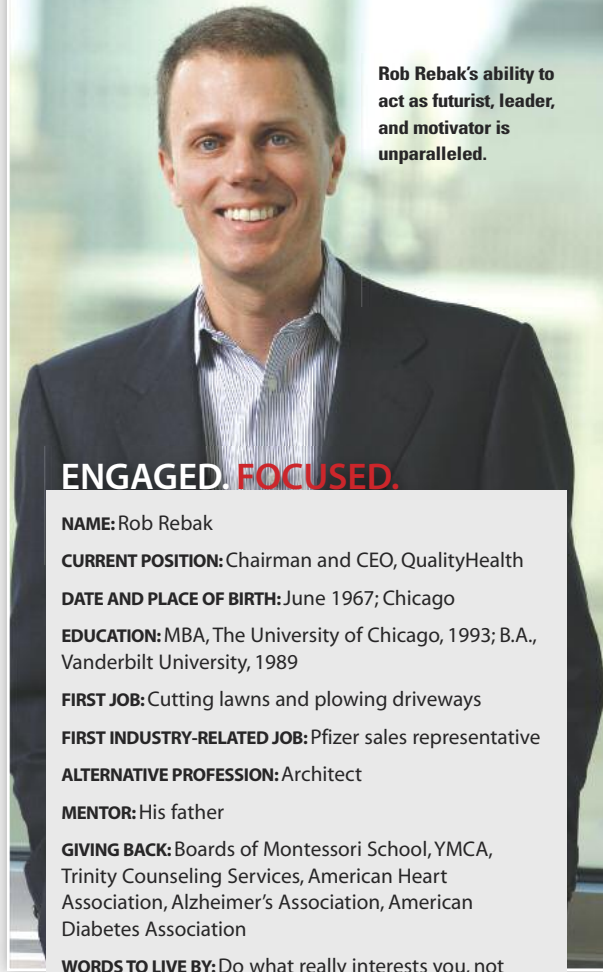 Rob Rebak’s ability to
act as futurist, leader,
and motivator is
unparalleled.
ENGAGED. FOCUSED.
NAME: Rob Rebak
CURRENT POSITION: Chairman and CEO, QualityHealth
DATE AND PLACE OF BIRTH: June 1967; Chicago
EDUCATION: MBA, The University of Chicago, 1993; B.A.,
Vanderbilt University, 1989
FIRST JOB: Cutting lawns and plowing driveways
FIRST INDUSTRY-RELATED JOB: Pfizer sales representative
ALTERNATIVE PROFESSION: Architect
MENTOR: His father
GIVING BACK: Boards of Montessori School, YMCA,
Trinity Counseling Services, American Heart
Association, Alzheimer’s Association, American
Diabetes Association
WORDS TO LIVE BY: Do what really interests you, not